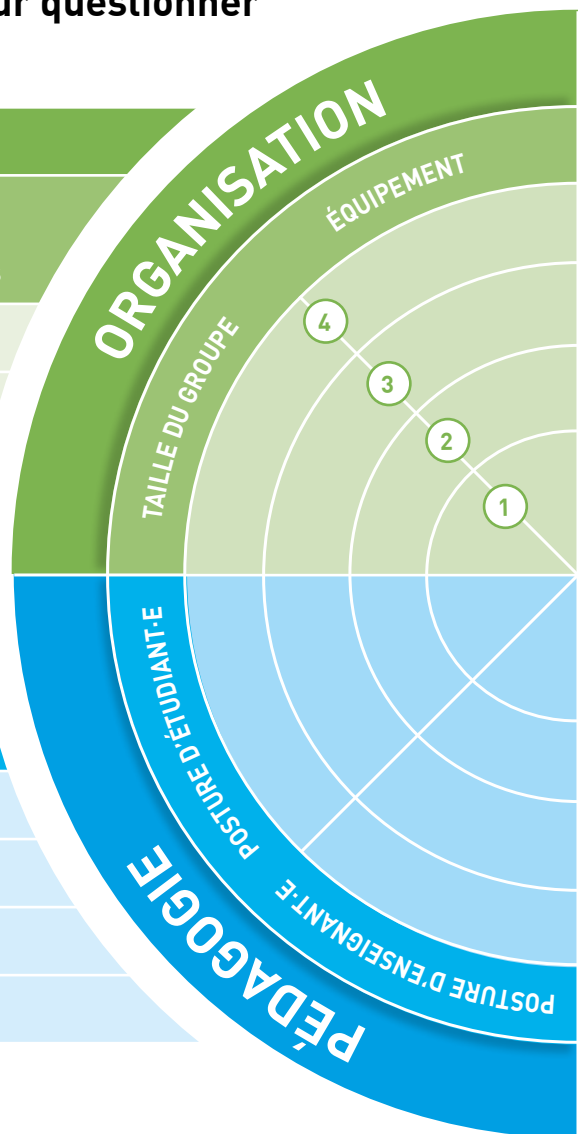 ur questionner
ORGANISATION
ÉQUIPEMENT
TAILLE DU GROUPE
4
3
2
1
POSTURE D'ÉTUDIANT·E
POSTURE D'ENSEIGNANT·E
PÉDAGOGIE